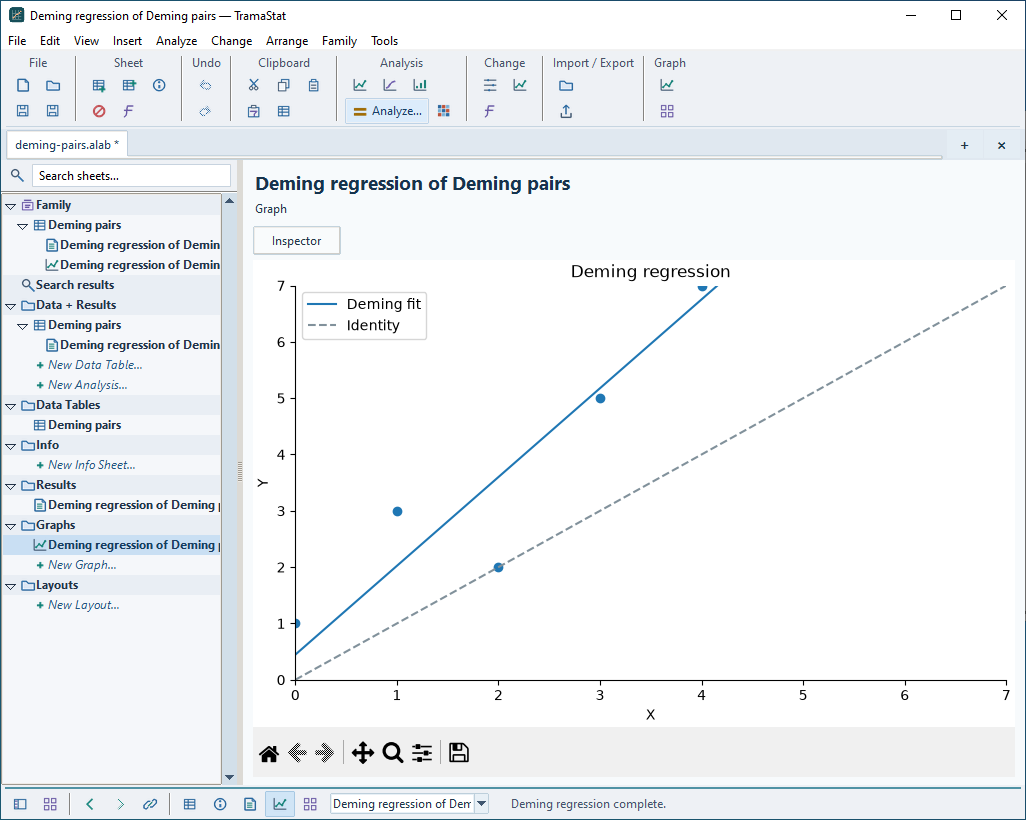 Deming regression of Deming pairs — TramaStat
File Edit View Insert Analyze Change Arrange Family Tools
File Sheet Undo Clipboard Analysis Change Import / Export Graph
Analyze...
deming-pairs.alab *
Search sheets...
Family
Deming pairs
Deming regression of Demin
Deming regression of Demin
Search results
Data + Results
Deming pairs
Deming regression of Demin
New Data Table...
New Analysis...
Data Tables
Deming pairs
Info
New Info Sheet...
Results
Deming regression of Deming
Graphs
Deming regression of Deming
New Graph...
Layouts
New Layout...
Deming regression of Deming pairs
Graph
Inspector
Deming regression
Deming fit
Identity
7
6
5
4
3
2
1
0
Y
0 1 2 3 4 5 6 7
X
Deming regression of Dem
Deming regression complete.